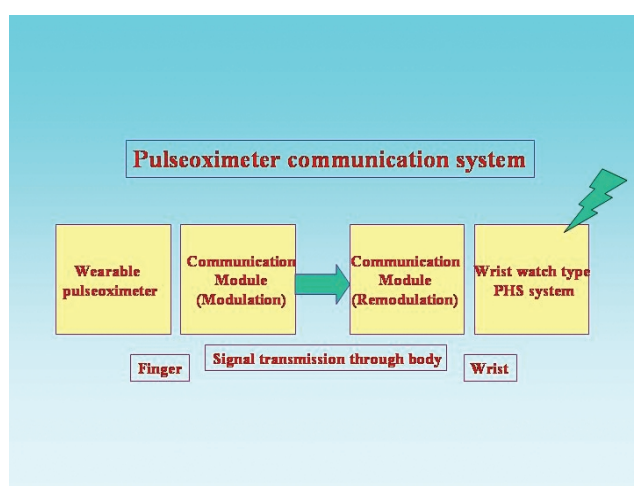 Pulseoximeter communication system
Wearable
pulseoximeter
Communication
Module
(Modulation)
Communication
Module
(Remodulation)
Wrist watch type
PHS system
Finger
Signal transmission through body
Wrist